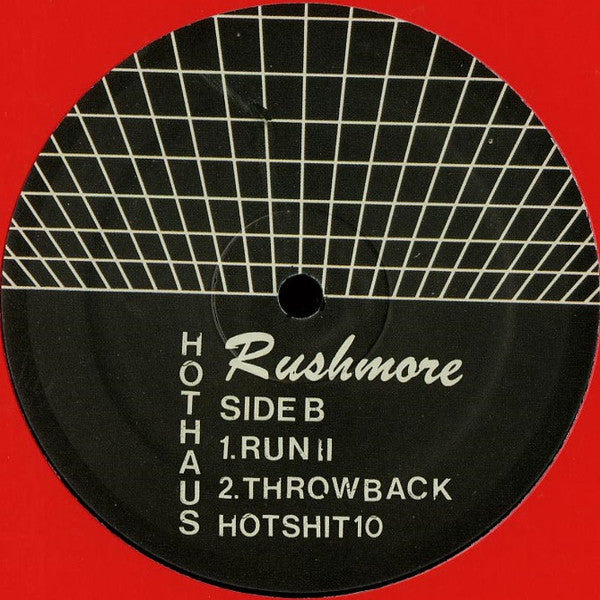 HOTHAUS
Rushmore
SIDE B
1.RUN II
2.THROWBACK
HOTSHIT10